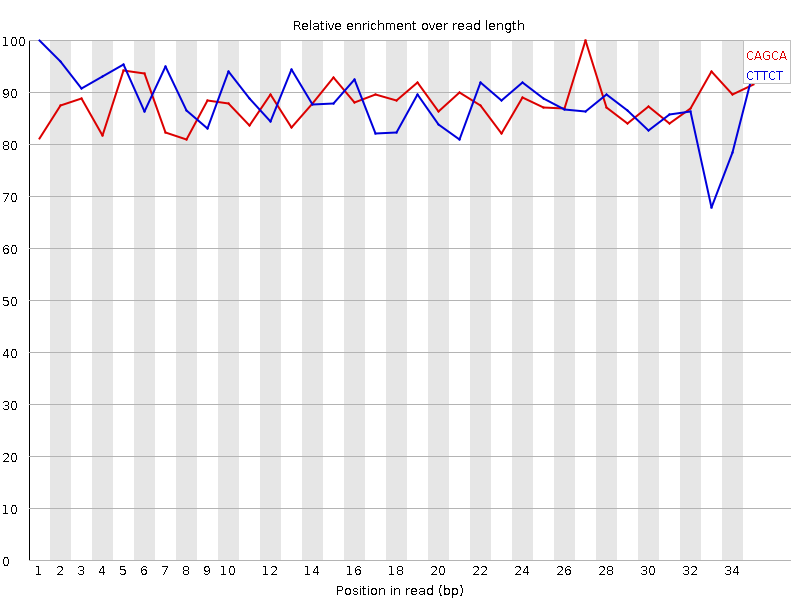 Relative enrichment over read length
CAGCA
CTTCT
100
90
80
70
60
50
40
30
20
10
0
1 2 3 4 5 6 7 8 9 10 12 14 16 18 20 22 24 26 28 30 32 34
Position in read (bp)